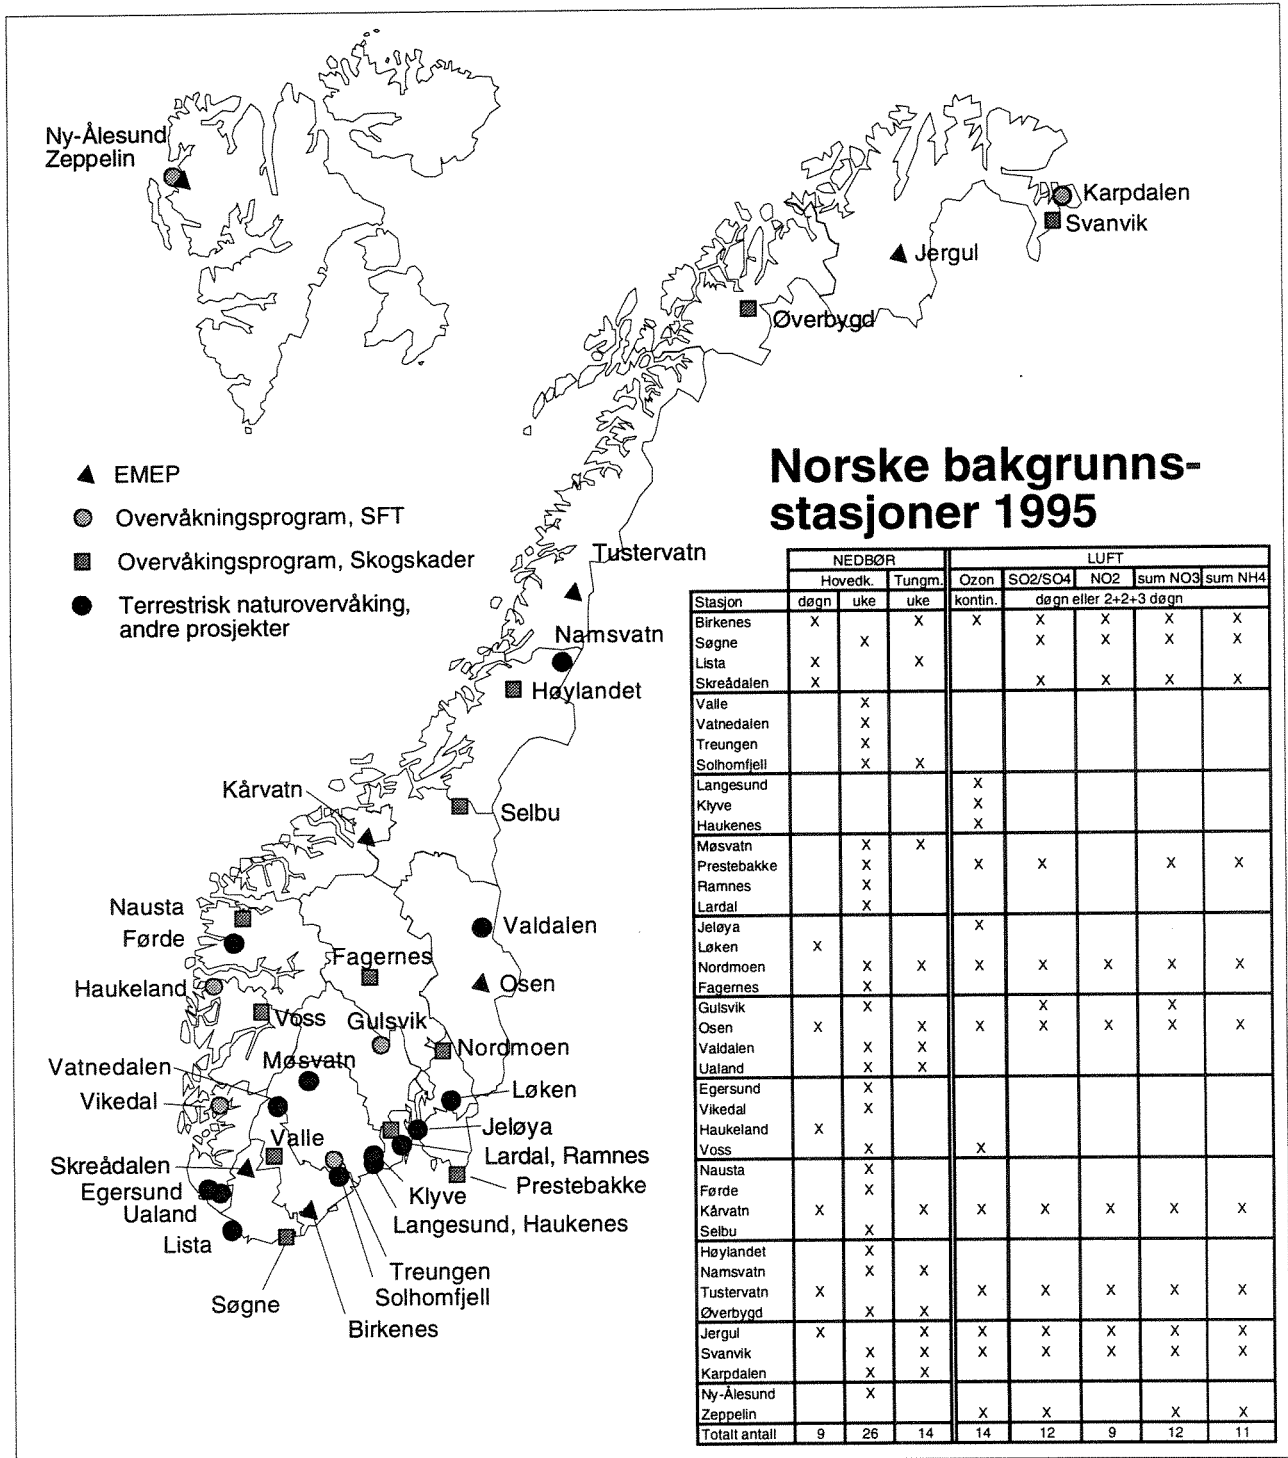 Ny-Ålesund
Zeppelin
Karpdalen
Svanvik
Jergul
Øverbygd
EMEP
Overvåkningsprogram, SFT
Overvåkingsprogram, Skogskader
Terrestrisk naturovervåking,
andre prosjekter
Norske bakgrunns-
stasjoner 1995
Tustervatn
Namsvatn
Høylandet
Kårvatn
Selbu
Nausta
Førde
Valdalen
Fagernes
Haukeland
Osen
Voss
Gulsvik
Nordmoen
Vatnedalen
Møsvatn
Løken
Vikedal
Jeløya
Valle
Lardal, Ramnes
Skreådalen
Prestebakke
Egersund
Klyve
Ualand
Langesund, Haukenes
Lista
Treungen
Solhomfjell
Søgne
Birkenes
NEDBØR LUFT
Hovedk. Tungm. Ozon SO2/SO4 NO2 sum NO3 sum NH4
Stasjon døgn uke uke kontin. døgn eller 2+2+3 døgn
Birkenes X X X X X X X
Søgne X X X X X
Lista X X
Skreådalen X X X X X
Valle X
Vatnedalen X
Treungen X
Solhomfjell X X
Langesund X
Klyve X
Haukenes X
Møsvatn X X
Prestebakke X X X X X
Ramnes X
Lardal X
Jeløya X
Løken X
Nordmoen X X X X X X X
Fagernes X
Gulsvik X X X
Osen X X X X X X X
Valdalen X X
Ualand X X
Egersund X
Vikedal X
Haukeland X
Voss X X
Nausta X
Førde X
Kårvatn X X X X X X X
Selbu X
Høylandet X
Namsvatn X X
Tustervatn X X X X X X
Øverbygd X X
Jergul X X X X X X X
Svanvik X X X X X X X
Karpdalen X X
Ny-Ålesund X
Zeppelin X X X X
Totalt antall 9 26 14 14 12 9 12 11